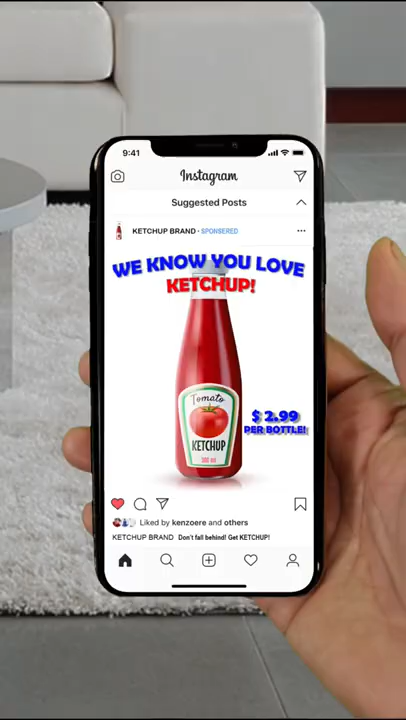 9:41
Instagram
Suggested Posts
KETCHUP BRAND · SPONSERED
WE KNOW YOU LOVE
KETCHUP!
Tomato
KETCHUP
$ 2.99
PER BOTTLE!
Liked by kenzoere and others
KETCHUP BRAND Don't fall behind! Get KETCHUP!